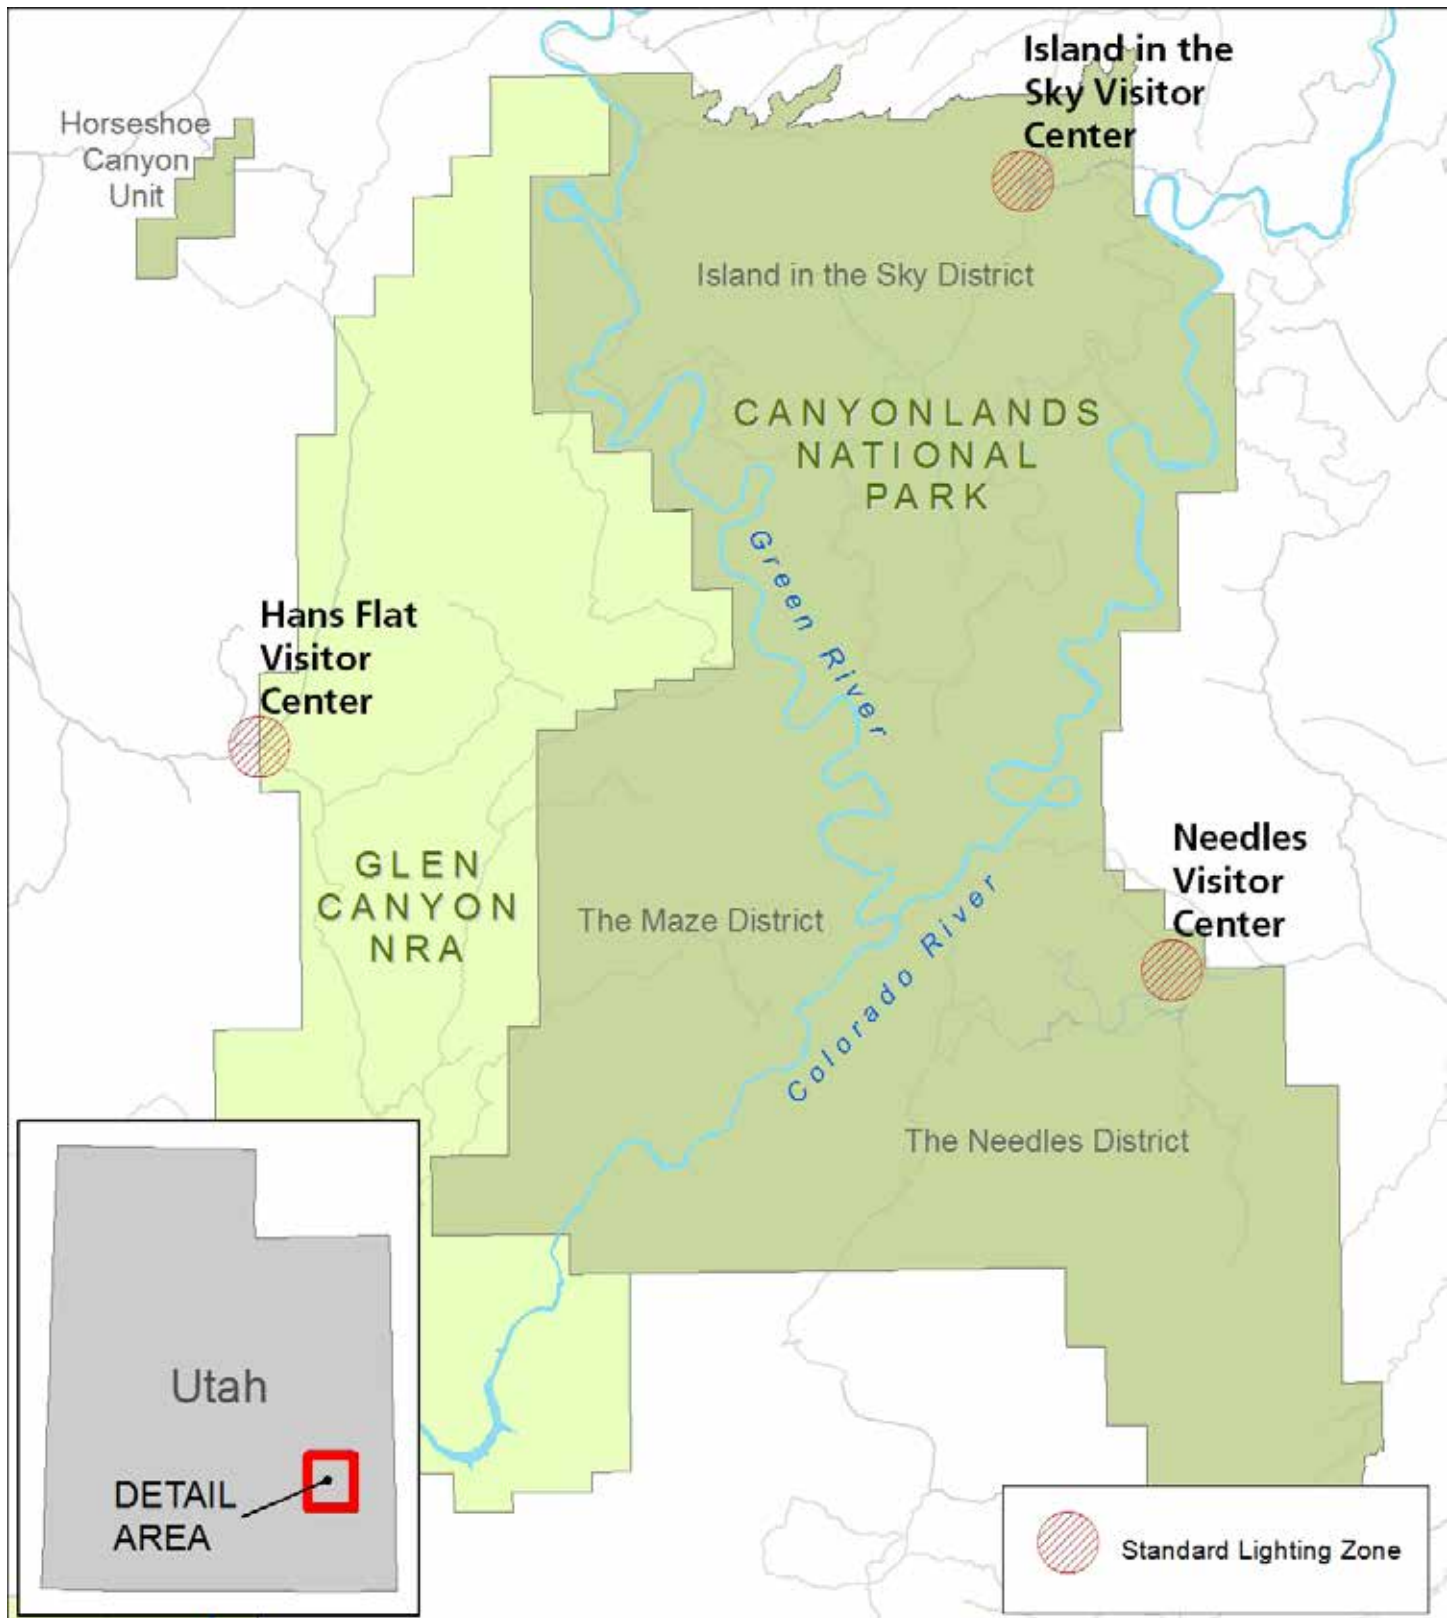 Island in the
Sky Visitor
Center
Horseshoe
Canyon
Unit
Island in the Sky District
CANYONLANDS
NATIONAL
PARK
Green River
Hans Flat
Visitor
Center
GLEN
CANYON
NRA
The Maze District
Needles
Visitor
Center
Colorado River
The Needles District
Utah
DETAIL
AREA
Standard Lighting Zone